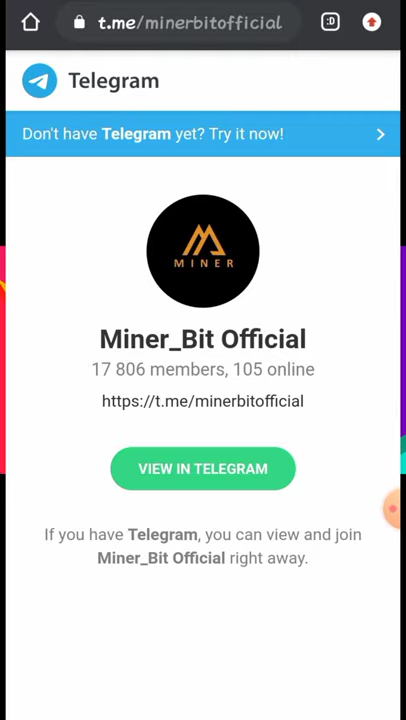 t.me/minerbitofficial
:D
Telegram
Don't have Telegram yet? Try it now!
MINER
Miner_Bit Official
17 806 members, 105 online
https://t.me/minerbitofficial
VIEW IN TELEGRAM
If you have Telegram, you can view and join
Miner_Bit Official right away.